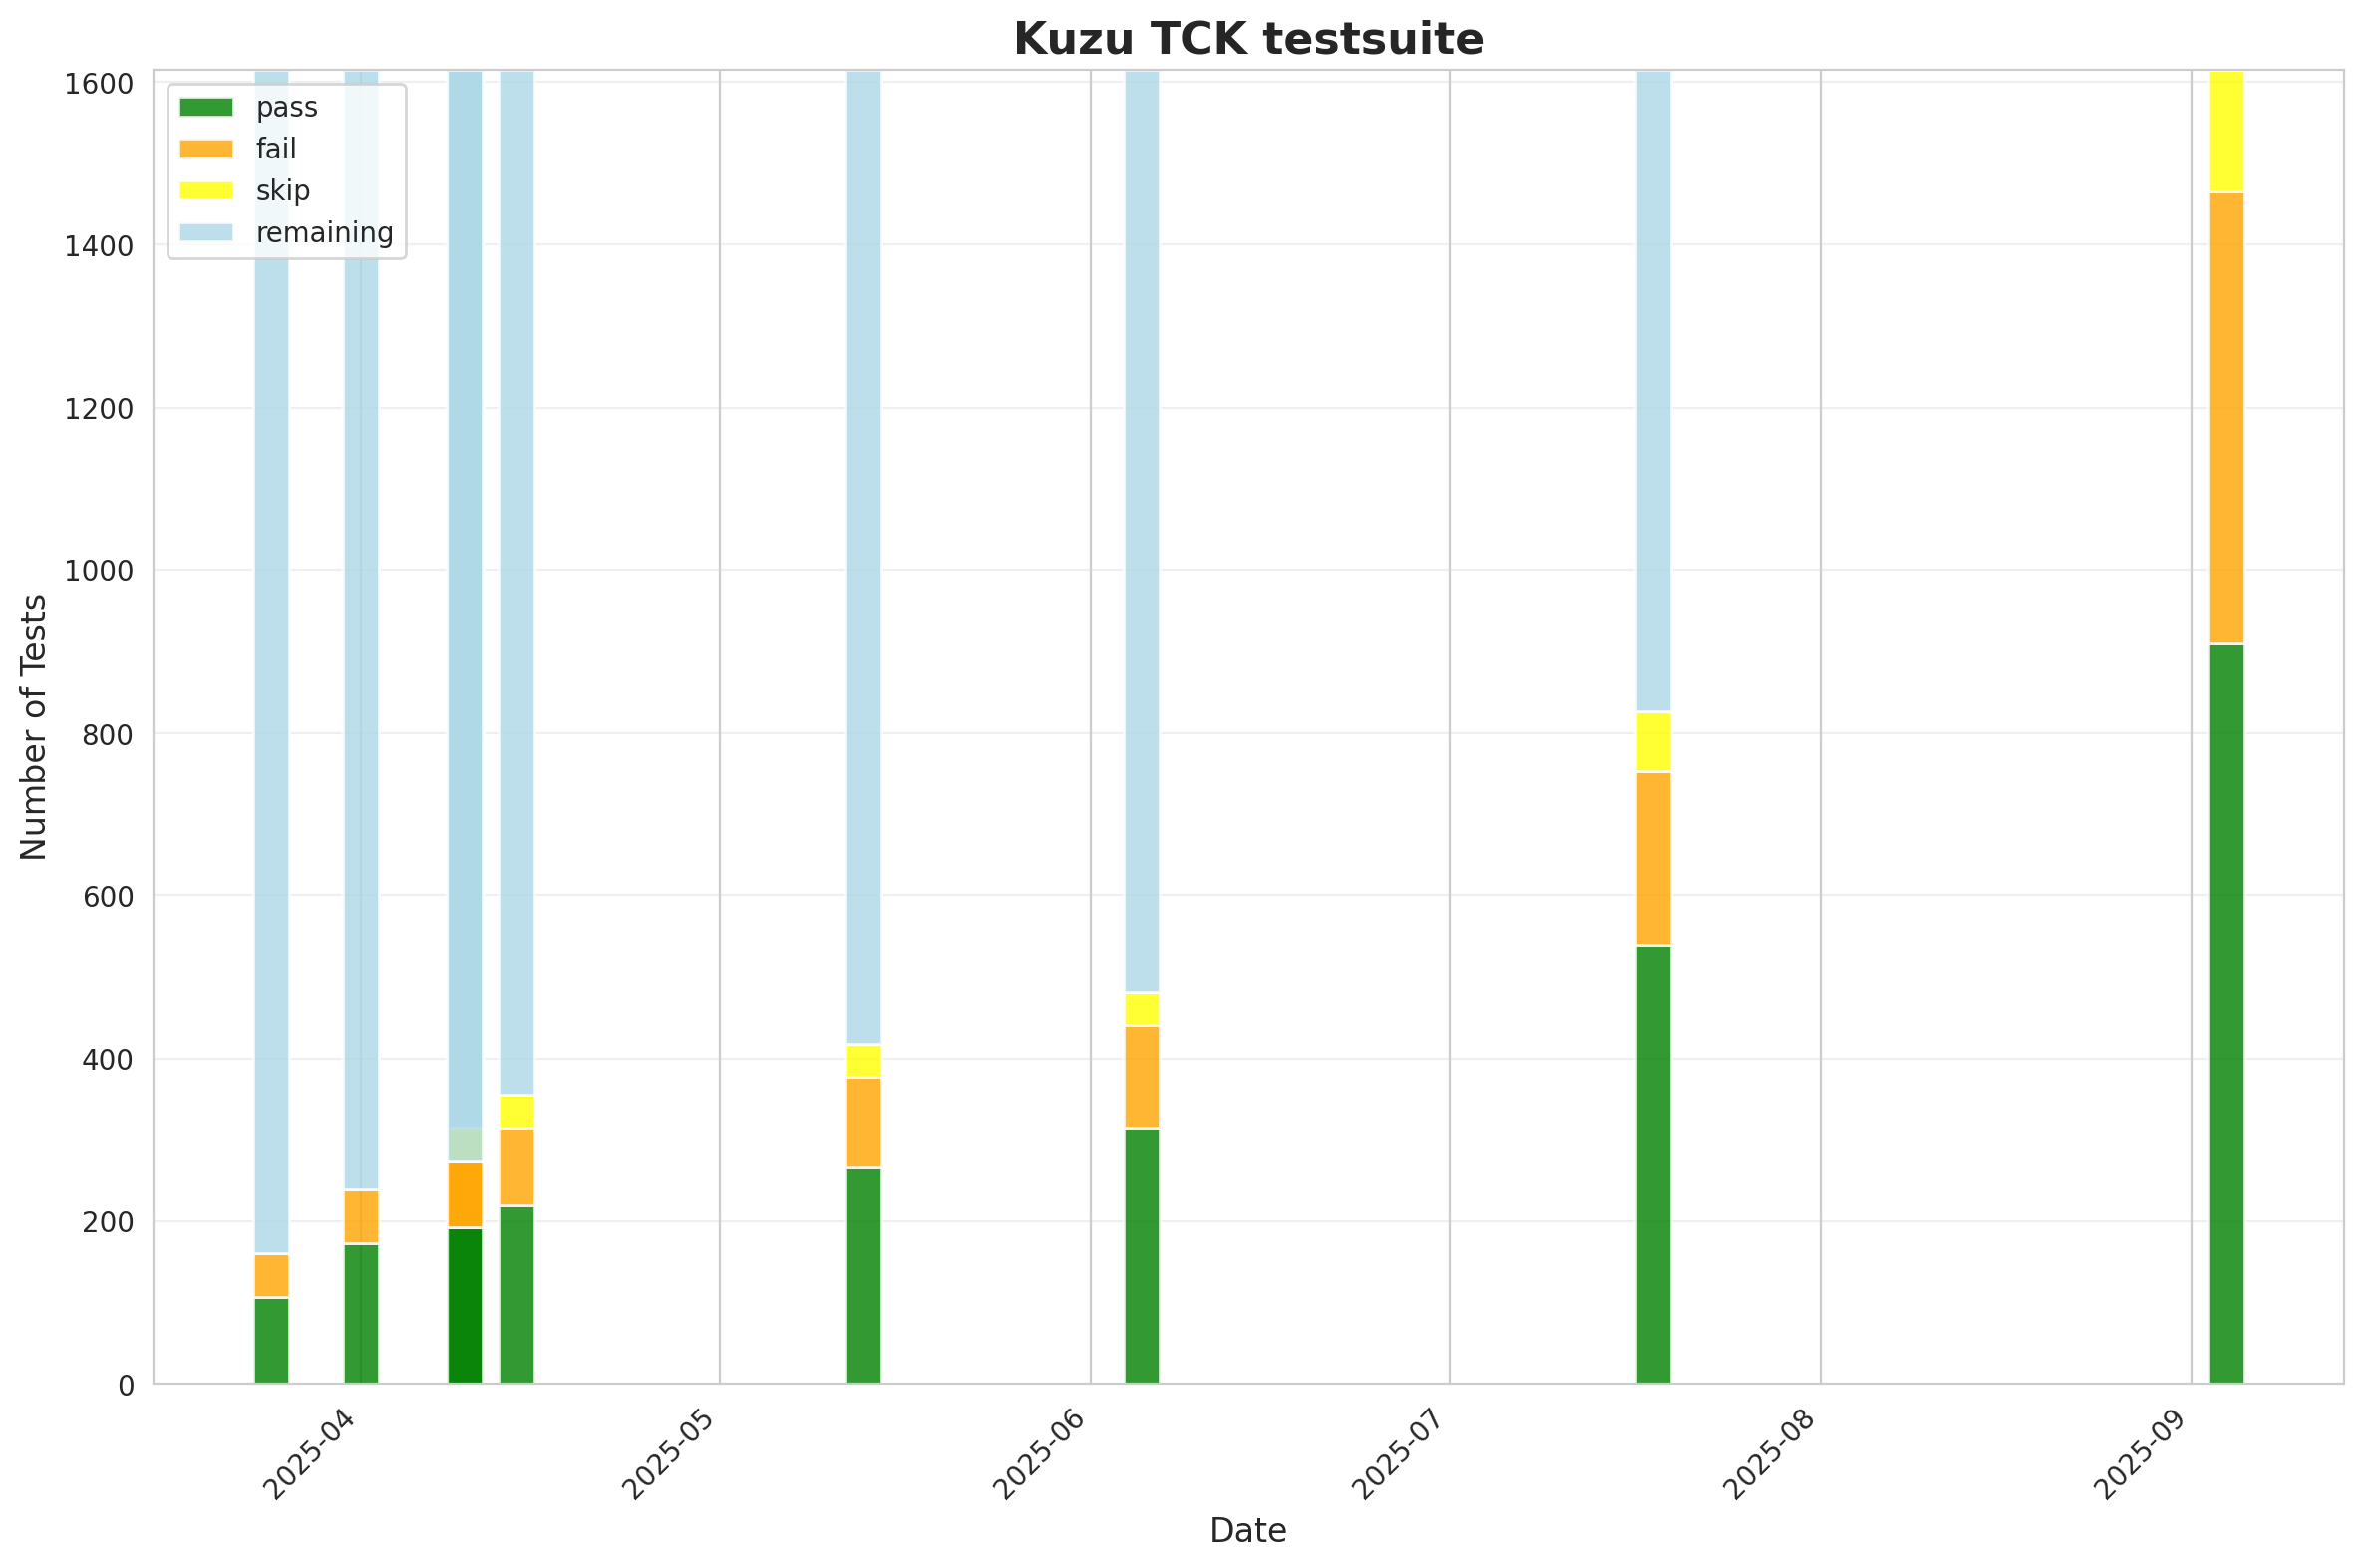 Kuzu TCK testsuite
pass
fail
skip
remaining
Number of Tests
1600
1400
1200
1000
800
600
400
200
0
2025-04
2025-05
2025-06
2025-07
2025-08
2025-09
Date